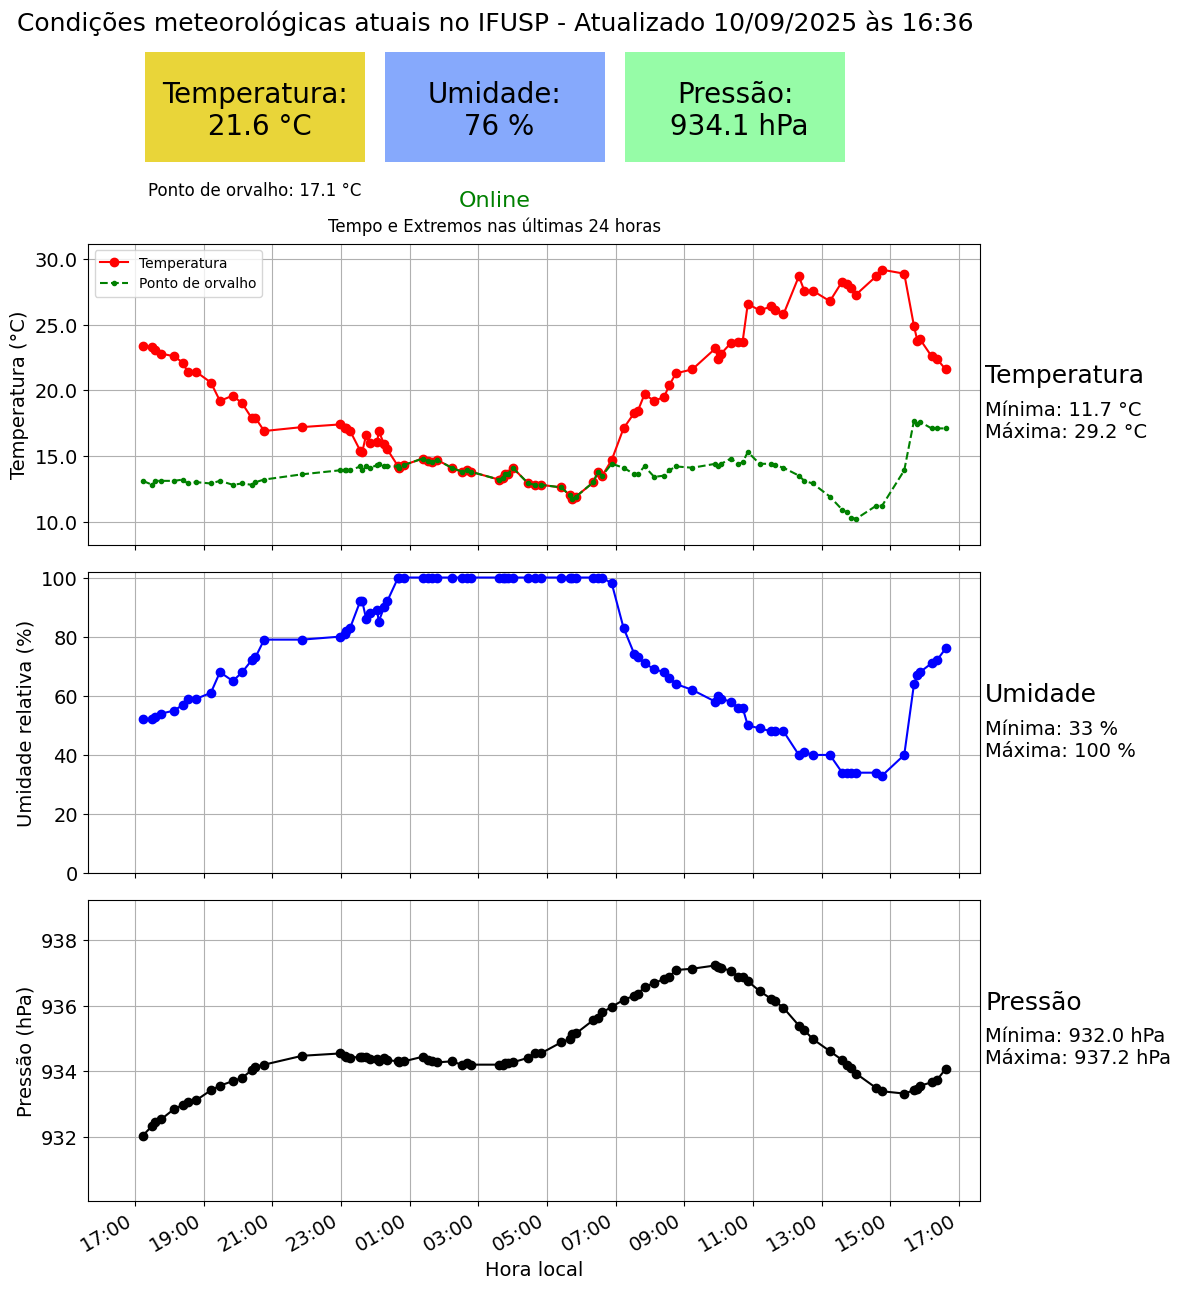 Condições meteorológicas atuais no IFUSP - Atualizado 10/09/2025 às 16:36
Temperatura:
21.6 °C
Umidade:
76 %
Pressão:
934.1 hPa
Ponto de orvalho: 17.1 °C
Online
Tempo e Extremos nas últimas 24 horas
Temperatura (°C)
30.0
25.0
20.0
15.0
10.0
Temperatura
Ponto de orvalho
Temperatura
Mínima: 11.7 °C
Máxima: 29.2 °C
Umidade relativa (%)
100
80
60
40
20
0
Umidade
Mínima: 33 %
Máxima: 100 %
Pressão (hPa)
938
936
934
932
Pressão
Mínima: 932.0 hPa
Máxima: 937.2 hPa
17:00 19:00 21:00 23:00 01:00 03:00 05:00 07:00 09:00 11:00 13:00 15:00 17:00
Hora local